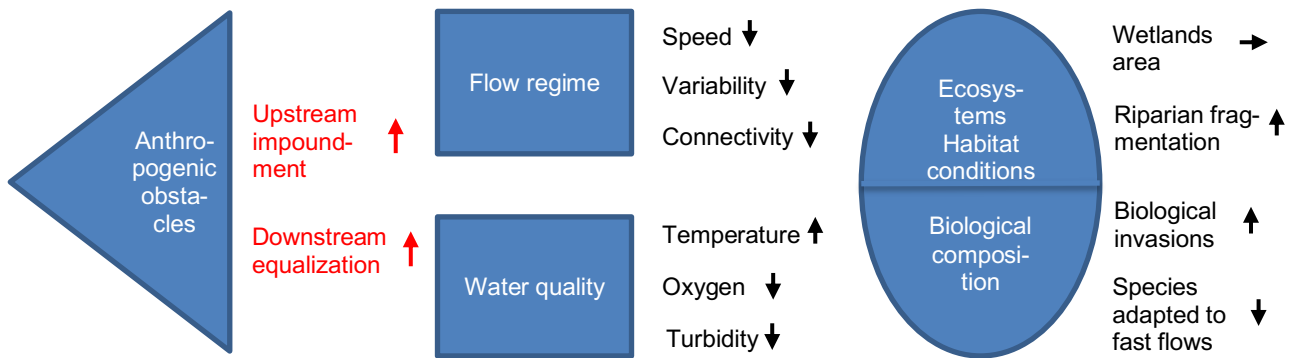 Anthro-
pogenic
obsta-
cles
Upstream
impound-
ment
Downstream
equalization
Flow regime
Water quality
Speed
Variability
Connectivity
Temperature
Oxygen
Turbidity
Ecosys-
tems
Habitat
conditions
Biological
composi-
tion
Wetlands
area
Riparian frag-
mentation
Biological
invasions
Species
adapted to
fast flows